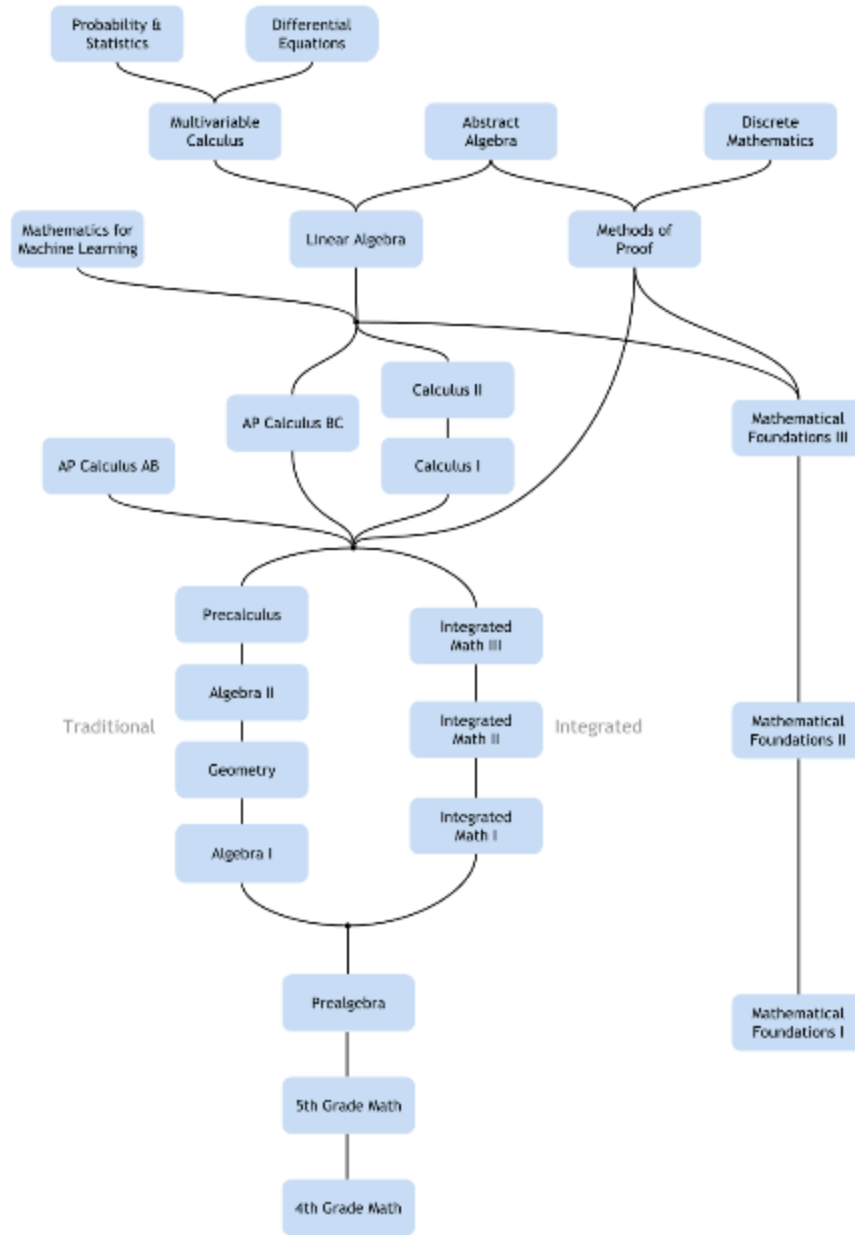 Probability &
Statistics
Differential
Equations
Multivariable
Calculus
Abstract
Algebra
Discrete
Mathematics
Mathematics for
Machine Learning
Linear Algebra
Methods of
Proof
Calculus II
AP Calculus BC
Mathematical
Foundations III
AP Calculus AB
Calculus I
Precalculus
Integrated
Math III
Algebra II
Traditional
Integrated
Math II
Integrated
Mathematical
Foundations II
Geometry
Integrated
Math I
Algebra I
Prealgebra
Mathematical
Foundations I
5th Grade Math
4th Grade Math